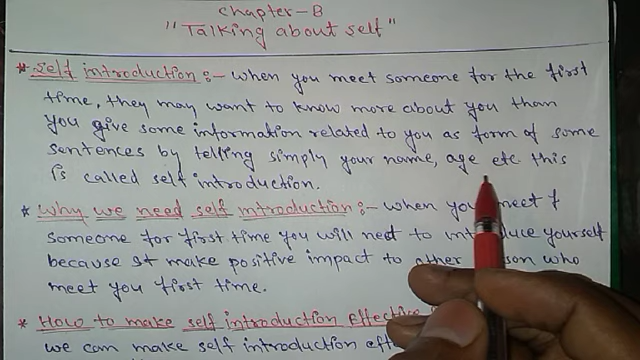 Chapter-8
"Talking about self"
* Self introduction :- When you meet someone for the first
time, they may want to know more about you than
you give some information related to you as form of some
sentences by telling simply your name, age etc. this
is called self introduction.
* Why we need self introduction :- When you meet
someone for first time you will need to introduce yourself
because It make positive impact to other who
meet you first time.
* How to make self introduction effective
we can make self introduction